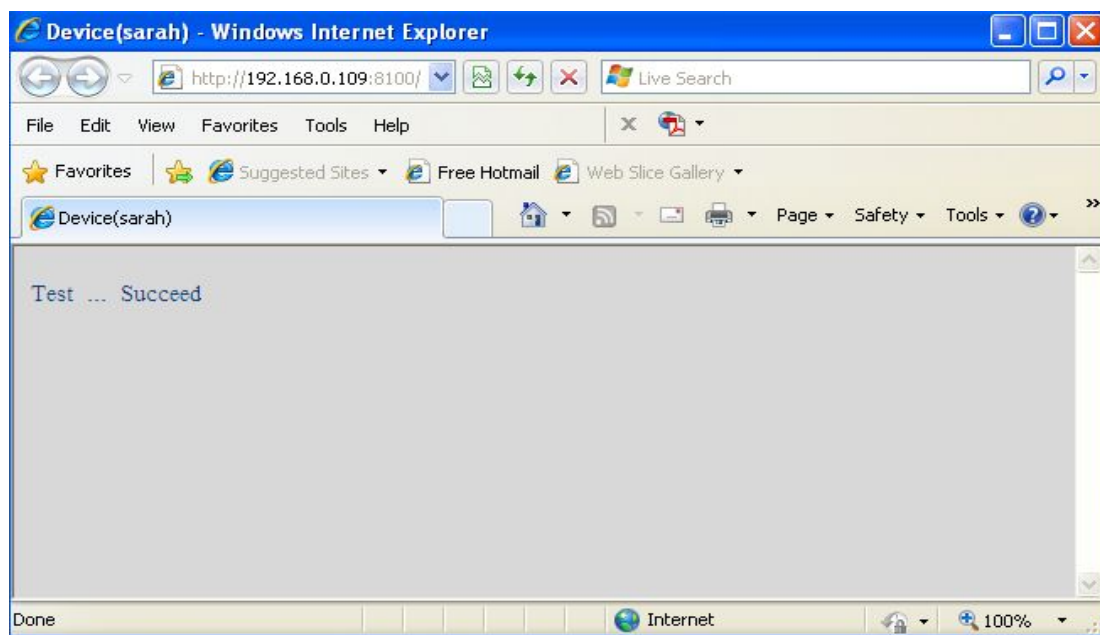 Device(sarah) - Windows Internet Explorer
http://192.168.0.109:8100/ Live Search
File Edit View Favorites Tools Help
Favorites Suggested Sites Free Hotmail Web Slice Gallery
Device(sarah) Page Safety Tools
Test ... Succeed
Done Internet 100%